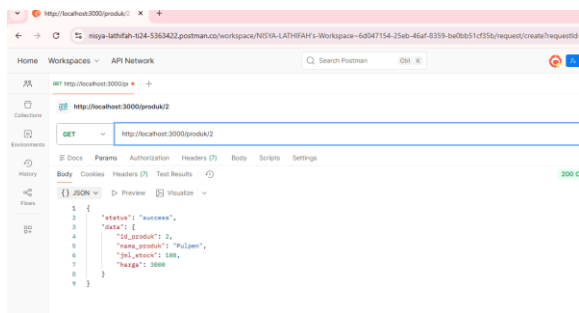 http://localhost:3000/produk/2
nisya-lathifah-ti24-5363422.postman.co/workspace/NISYA-LATHIFAH's-Workspace~6d047154-25eb-46af-8359-be0bb51cf35b/request/create?requestId
Home Workspaces API Network Search Postman Ctrl K
GET http://localhost:3000/pr
Collections
http://localhost:3000/produk/2
Environments
GET http://localhost:3000/produk/2
History
Docs Params Authorization Headers (7) Body Scripts Settings
Flows
Body Cookies Headers (7) Test Results 200 O
{} JSON Preview Visualize
1 {
2 "status": "success",
3 "data": {
4 "id_produk": 2,
5 "nama_produk": "Pulpen",
6 "jml_stock": 100,
7 "harga": 3000
8 }
9 }